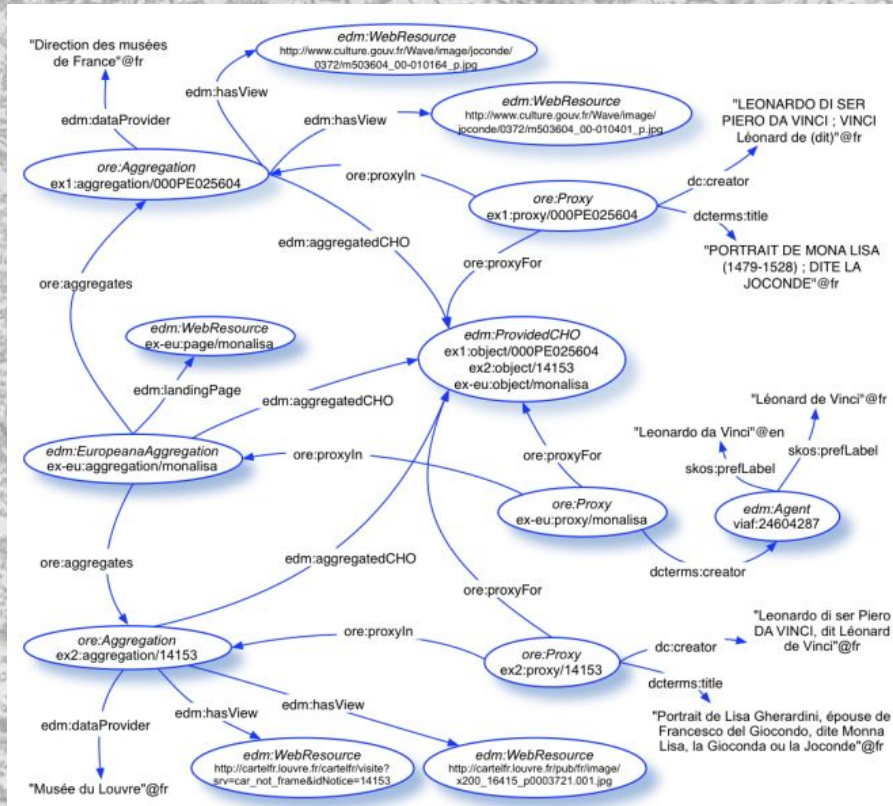 edm:WebResource
http://www.culture.gouv.fr/Wave/image/joconde/
0372/m503604_00-010164_p.jpg
"Direction des musées
de France"@fr
edm:hasView
edm:dataProvider
edm:hasView
edm:WebResource
http://www.culture.gouv.fr/Wave/image/
joconde/0372/m503604_00-010401_p.jpg
"LEONARDO DI SER
PIERO DA VINCI ; VINCI
Léonard de (dit)"@fr
ore:Aggregation
ex1:aggregation/000PE025604
ore:proxyIn
dc:creator
ore:Proxy
ex1:proxy/000PE025604
dcterms:title
edm:aggregatedCHO
ore:proxyFor
"PORTRAIT DE MONA LISA
(1479-1528) ; DITE LA
JOCONDE"@fr
ore:aggregates
edm:WebResource
ex-eu:page/monalisa
edm:ProvidedCHO
ex1:object/000PE025604
ex2:object/14153
ex-eu:object/monalisa
edm:landingPage
edm:aggregatedCHO
"Léonard de Vinci"@fr
"Leonardo da Vinci"@en
edm:EuropeanaAggregation
ex-eu:aggregation/monalisa
ore:proxyIn
ore:proxyFor
skos:prefLabel
skos:prefLabel
ore:Proxy
ex-eu:proxy/monalisa
edm:Agent
viaf:24604287
ore:aggregates
edm:aggregatedCHO
dcterms:creator
ore:proxyFor
ore:Aggregation
ex2:aggregation/14153
ore:proxyIn
ore:Proxy
ex2:proxy/14153
dc:creator
"Leonardo di ser Piero
DA VINCI, dit Léonard
de Vinci"@fr
dcterms:title
edm:dataProvider
edm:hasView
edm:hasView
"Portrait de Lisa Gherardini, épouse de
Francesco del Giocondo, dite Monna
Lisa, la Gioconda ou la Joconde"@fr
"Musée du Louvre"@fr
edm:WebResource
http://cartelfr.louvre.fr/cartelfr/visite?
srv=car_not_frame&idNotice=14153
edm:WebResource
http://cartelfr.louvre.fr/pub/fr/image/
x200_16415_p0003721.001.jpg